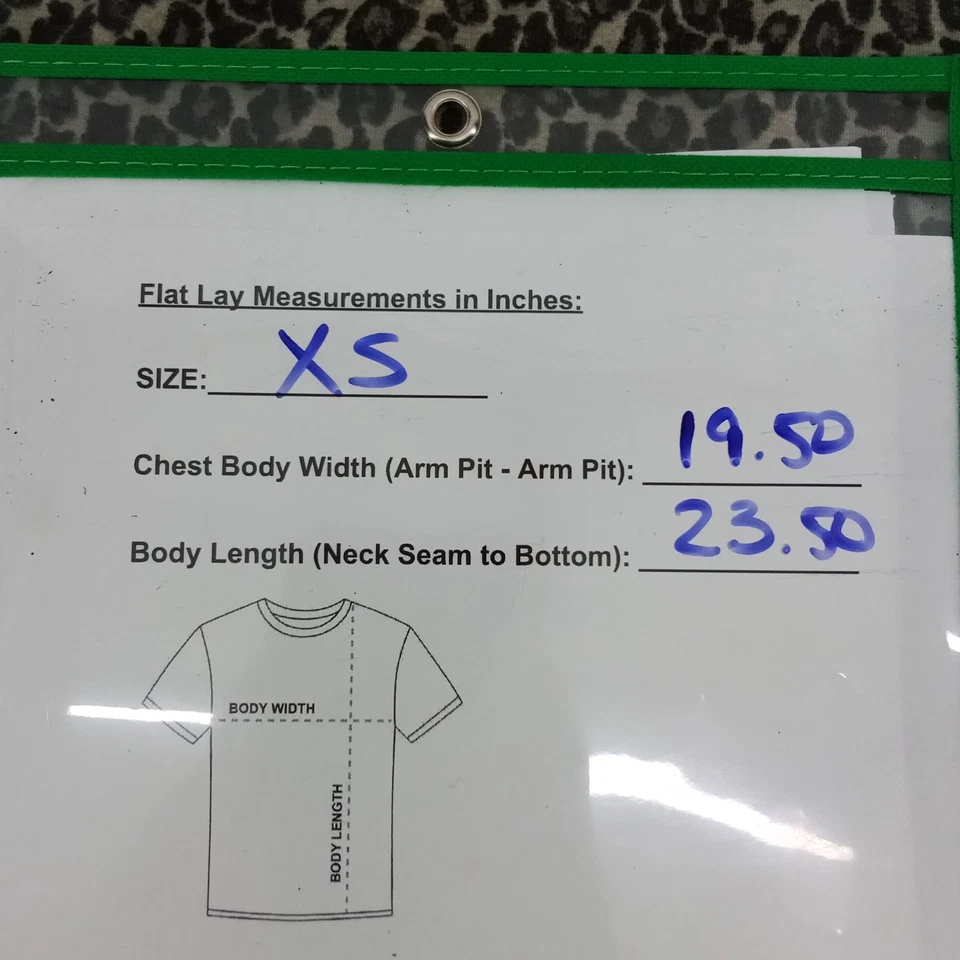 Flat Lay Measurements in Inches:
SIZE: XS
Chest Body Width (Arm Pit - Arm Pit): 19.50
Body Length (Neck Seam to Bottom): 23.50
BODY WIDTH
BODY LENGTH